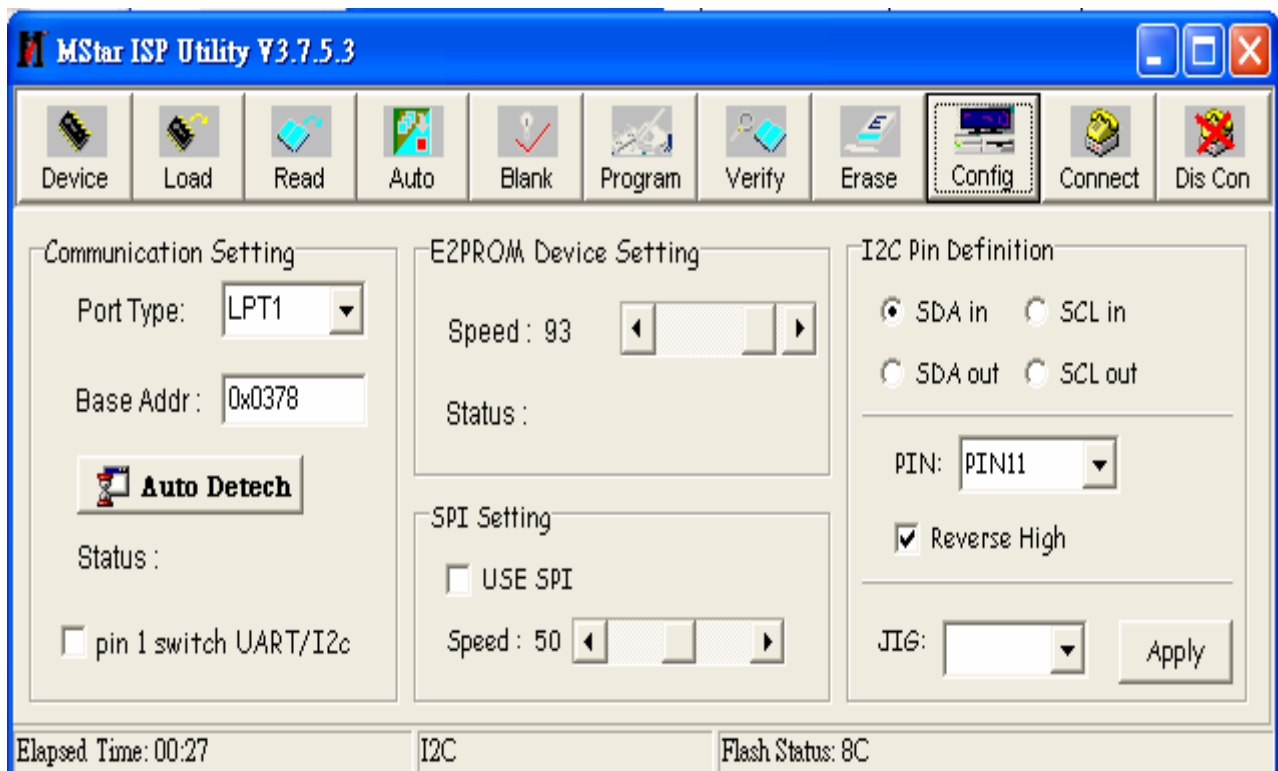 MStar ISP Utility V3.7.5.3
Device Load Read Auto Blank Program Verify Erase Config Connect Dis Con
Communication Setting
Port Type: LPT1
Base Addr : 0x0378
Auto Detech
Status :
pin 1 switch UART/I2c
E2PROM Device Setting
Speed : 93
Status :
SPI Setting
USE SPI
Speed : 50
I2C Pin Definition
SDA in SCL in
SDA out SCL out
PIN: PIN11
Reverse High
JIG:
Apply
Elapsed Time: 00:27 I2C Flash Status: 8C